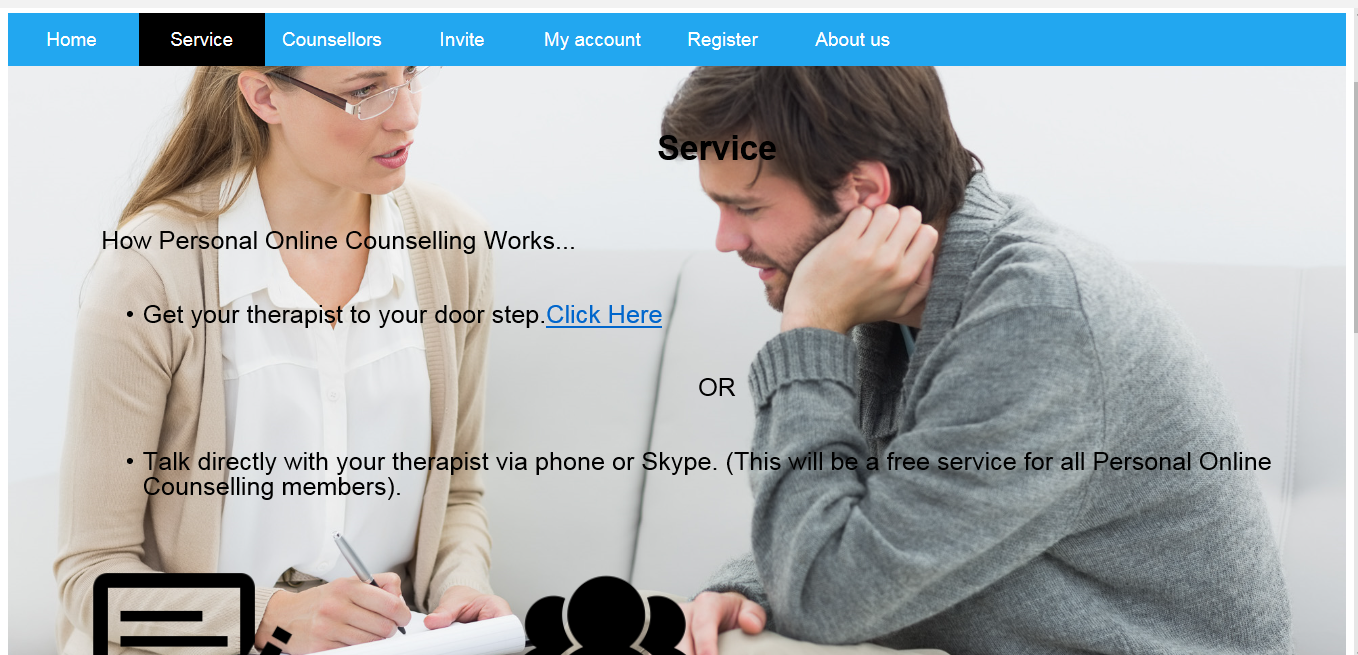 Home Service Counsellors Invite My account Register About us
Service
How Personal Online Counselling Works...
• Get your therapist to your door step.Click Here
OR
• Talk directly with your therapist via phone or Skype. (This will be a free service for all Personal Online
Counselling members).